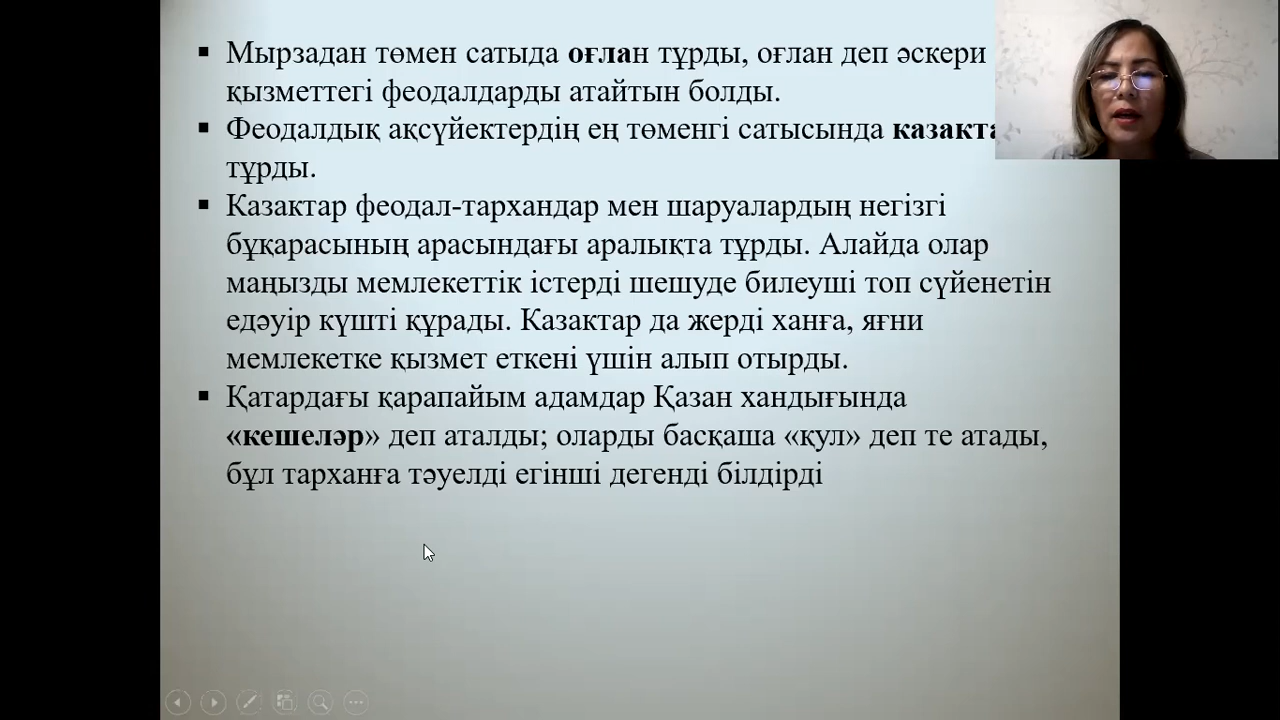 ▪ Мырзадан төмен сатыда оғлан тұрды, оғлан деп әскери
қызметтегі феодалдарды атайтын болды.
▪ Феодалдық ақсүйектердің ең төменгі сатысында
тұрды.
▪ Казактар феодал-тархандар мен шаруалардың негізгі
бұқарасының арасындағы аралықта тұрды. Алайда олар
маңызды мемлекеттік істерді шешуде билеуші топ сүйенетін
едәуір күшті құрады. Казактар да жерді ханға, яғни
мемлекетке қызмет еткені үшін алып отырды.
▪ Қатардағы қарапайым адамдар Қазан хандығында
«кешеләр» деп аталды; оларды басқаша «қул» деп те атады,
бұл тарханға тәуелді егінші дегенді білдірді